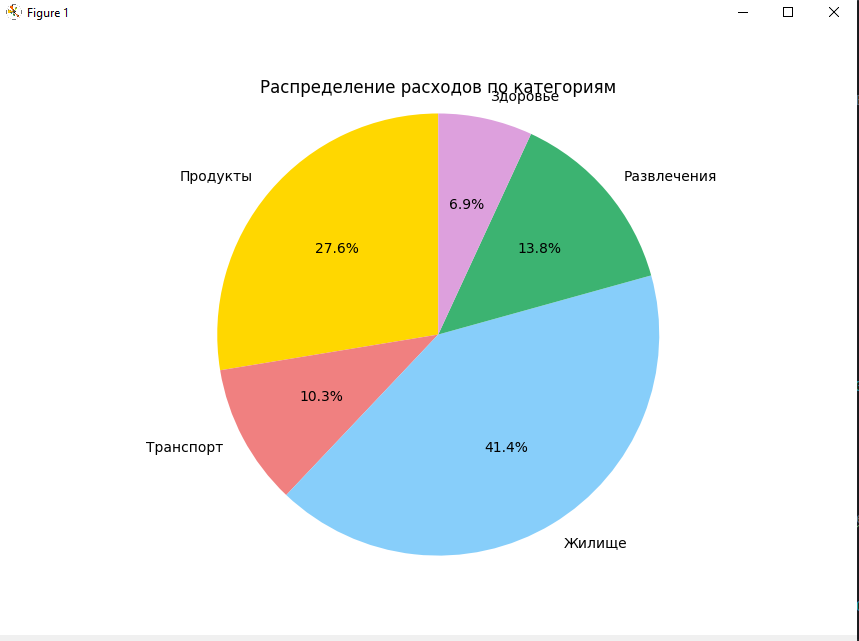 Figure 1
Распределение расходов по категориям
Здоровье
Продукты
Развлечения
6.9%
27.6%
13.8%
10.3%
41.4%
Транспорт
Жилище